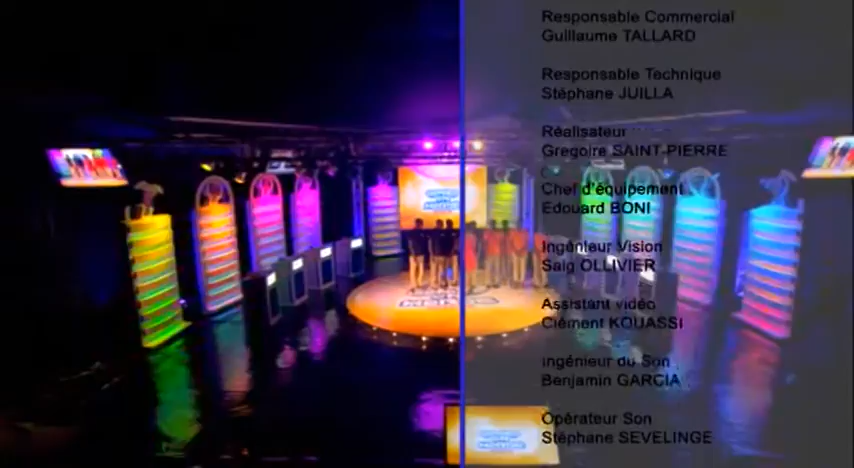 Responsable Commercial
Guillaume TALLARD
Responsable Technique
Stéphane JUILLA
Réalisateur
Gregoire SAINT-PIERRE
Chef d'équipement
Edouard BONI
Ingénieur Vision
Saig OLLIVIER
Assistant vidéo
Clément KOUASSI
Ingénieur du Son
Benjamin GARCIA
Opérateur Son
Stéphane SEVELINGE